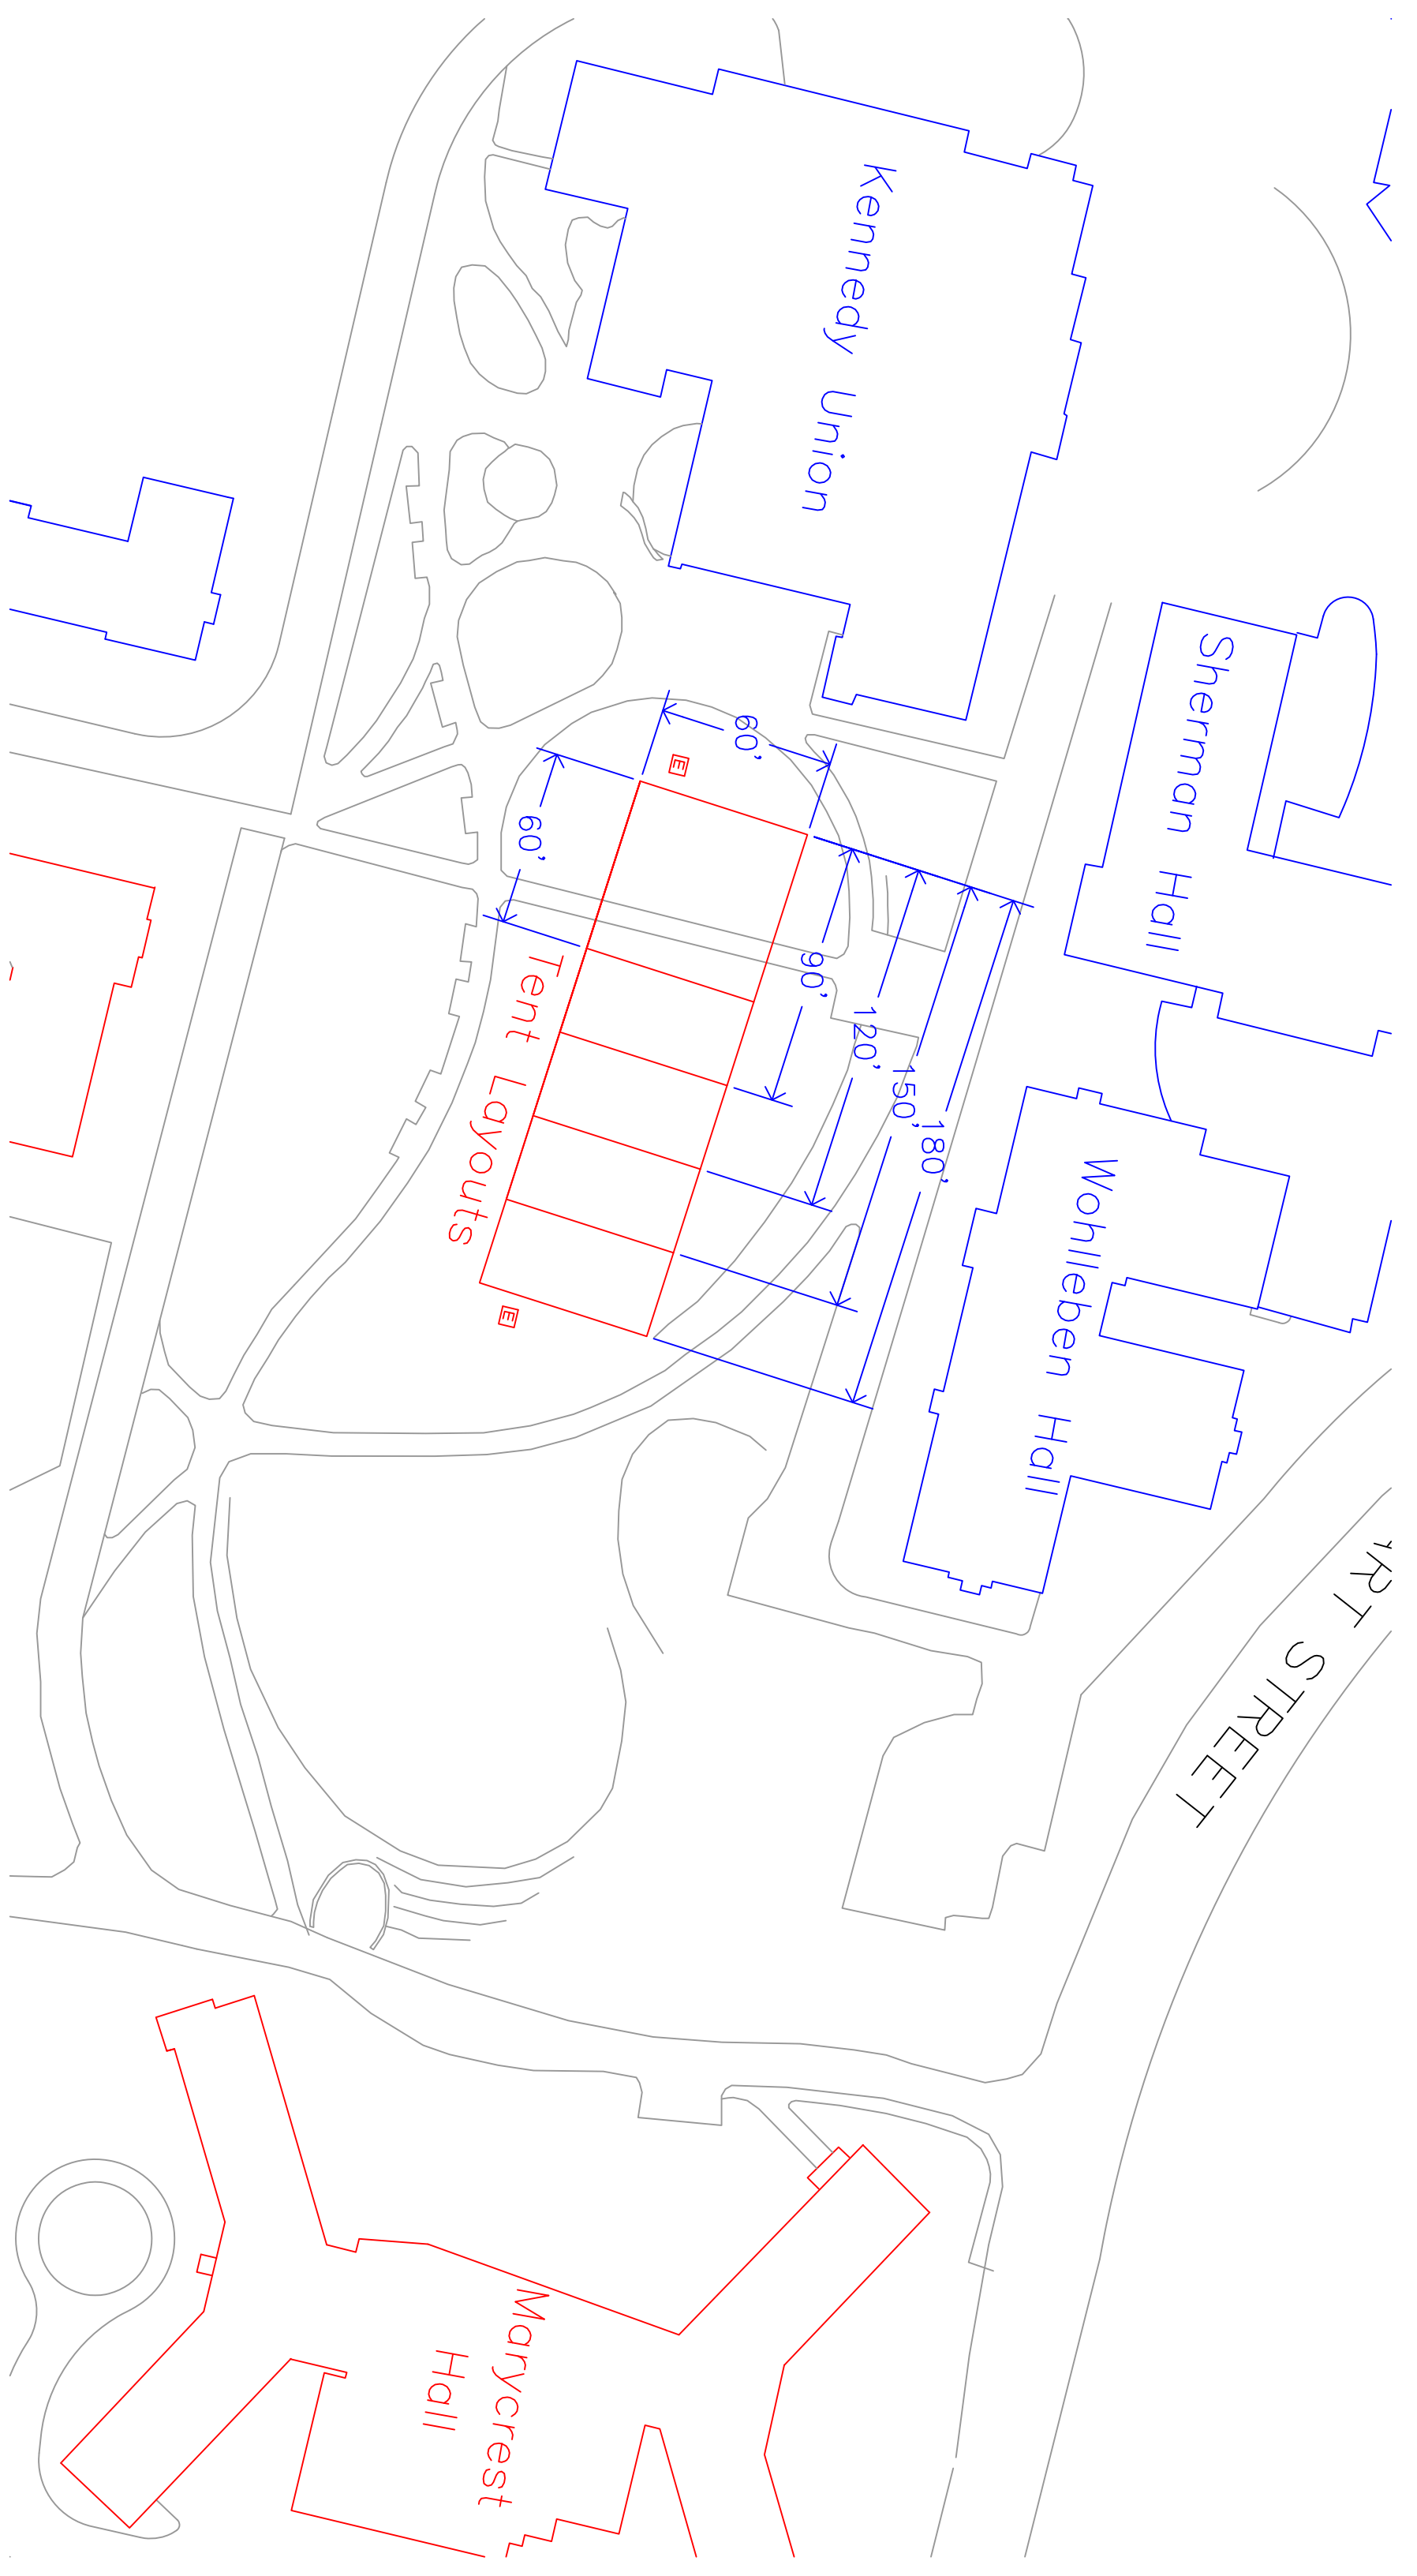 Kennedy Union
Sherman Hall
60'
E
60'
90'
120'
150'
180'
Tent Layouts
E
Wohlleben Hall
RT STREET
Marycrest
Hall